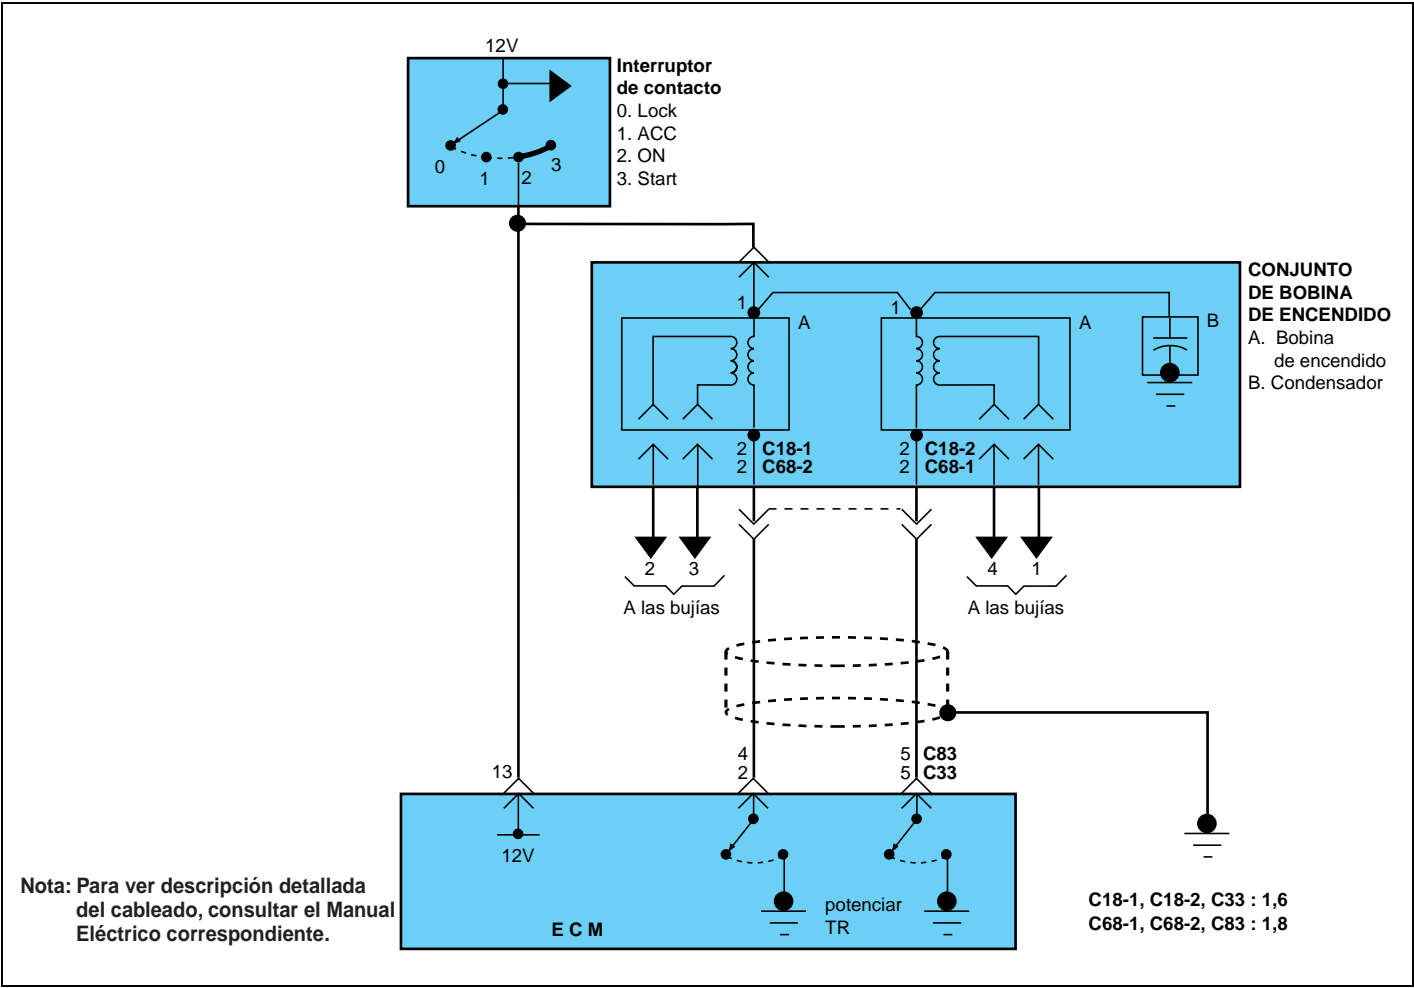 12V
Interruptor
de contacto
0. Lock
1. ACC
2. ON
3. Start
0
1
2
3
CONJUNTO
DE BOBINA
DE ENCENDIDO
A. Bobina
de encendido
B. Condensador
1
A
1
A
B
2 C18-1
2 C68-2
2 C18-2
2 C68-1
2 3
A las bujías
4 1
A las bujías
4
2
5 C83
5 C33
13
12V
potenciar
TR
E C M
Nota: Para ver descripción detallada
del cableado, consultar el Manual
Eléctrico correspondiente.
C18-1, C18-2, C33 : 1,6
C68-1, C68-2, C83 : 1,8